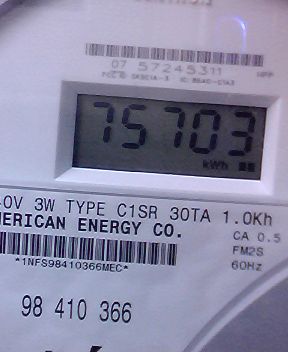 07 57245311
75703
kWh
0V 3W TYPE C1SR 30TA 1.0Kh
MERICAN ENERGY CO.
CA 0.5
FM2S
60Hz
*1NFS98410366MEC*
98 410 366